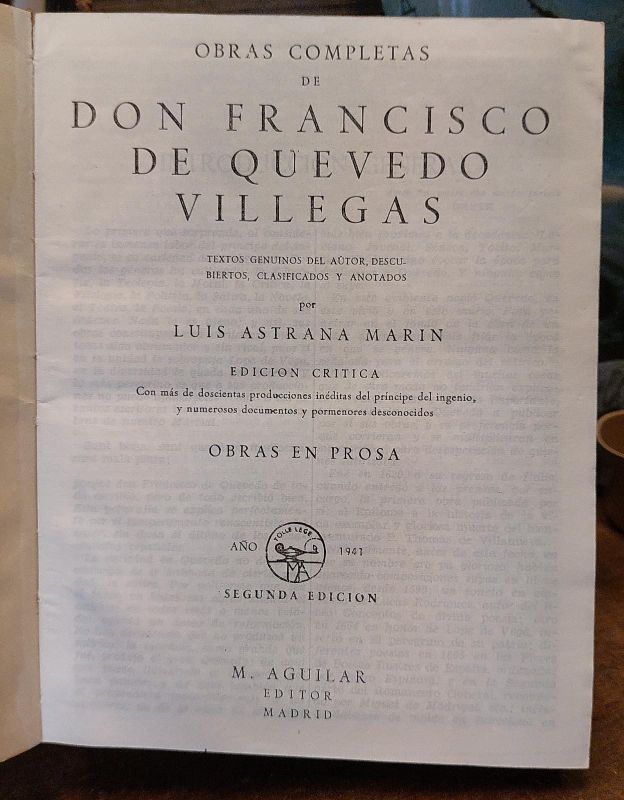 OBRAS COMPLETAS
DE
DON FRANCISCO
DE QUEVEDO
VILLEGAS
TEXTOS GENUINOS DEL AUTOR, DESCU-
BIERTOS, CLASIFICADOS Y ANOTADOS
por
LUIS ASTRANA MARIN
EDICION CRITICA
Con más de doscientas producciones inéditas del príncipe del ingenio,
y numerosos documentos y pormenores desconocidos
OBRAS EN PROSA
TOLLE LEGE
AÑO 1941
MA
SEGUNDA EDICION
M. AGUILAR
EDITOR
MADRID